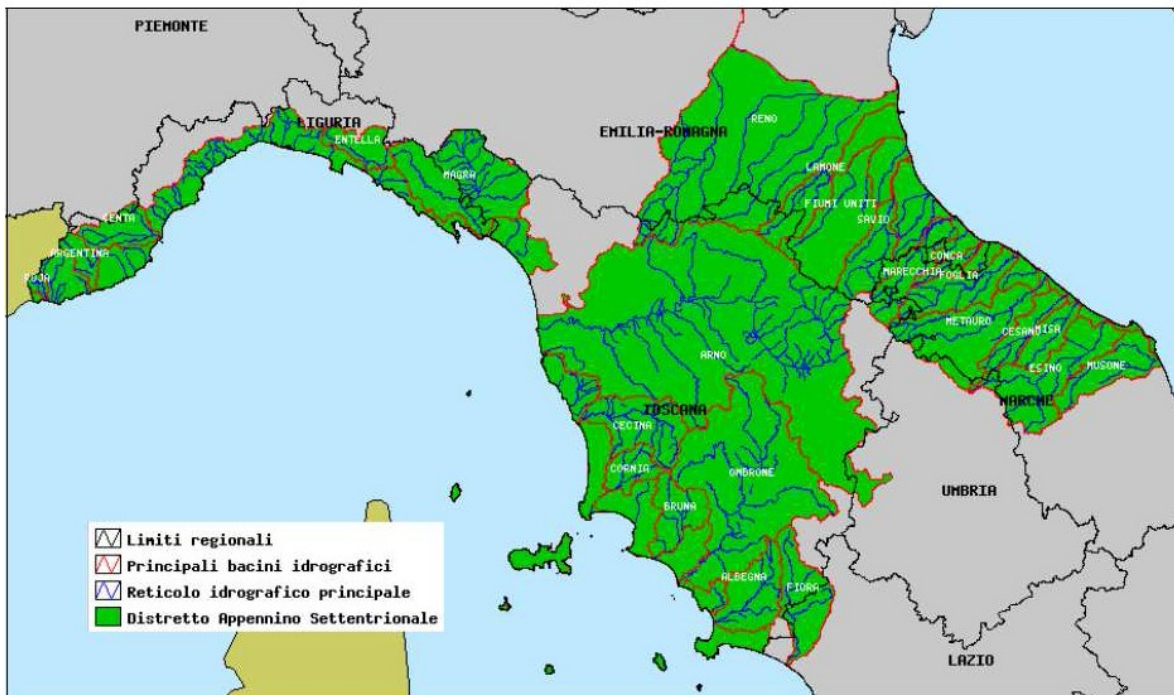 PIEMONTE
LIGURIA
ENTELLA
EMILIA-ROMAGNA
RENO
MAGRA
LAMONE
FIUMI UNITI
SAVIO
CENTA
ARGENTINA
ROJA
CONCA
MARECCHIA
FOGLIA
METAURO
CESANO
MISA
ESINO
MUSONE
MARCHE
ARNO
TOSCANA
CECINA
CORNIA
OMBRONE
BRUNA
UMBRIA
ALBEGNA
FIORA
LAZIO
Limiti regionali
Principali bacini idrografici
Reticolo idrografico principale
Distretto Appennino Settentrionale